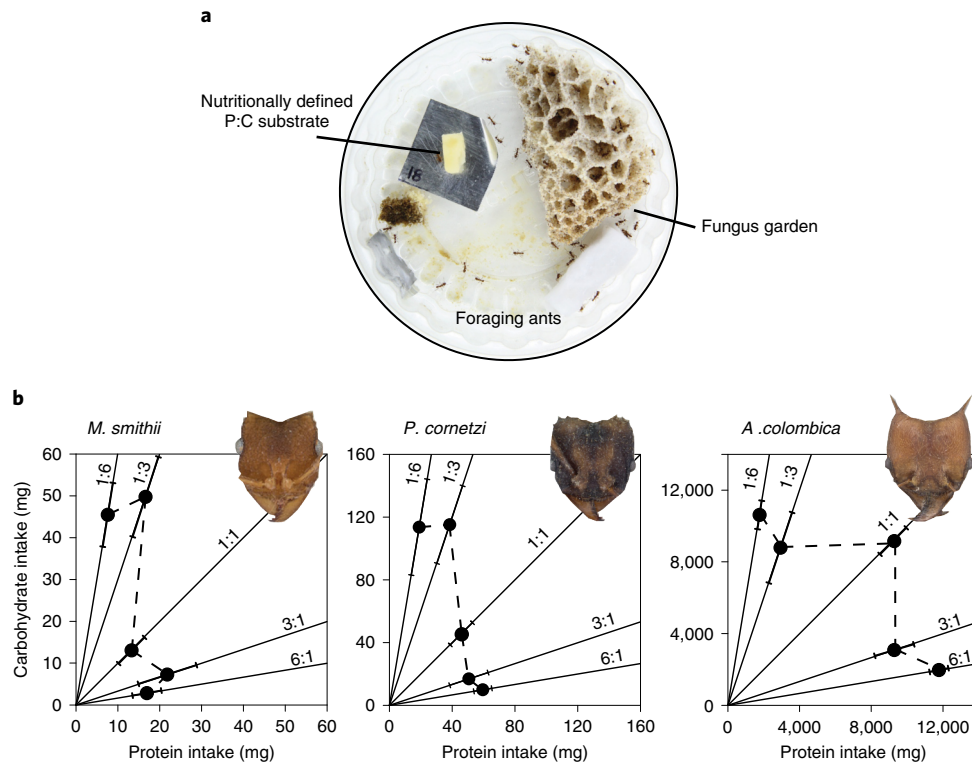 a
Nutritionally defined
P:C substrate
18
Fungus garden
Foraging ants
b
M. smithii
P. cornetzi
A .colombica
Carbohydrate intake (mg)
60
50
40
30
20
10
0
1:6
1:3
1:1
3:1
6:1
0 10 20 30 40 50 60
Protein intake (mg)
160
120
80
40
0
1:6
1:3
1:1
3:1
6:1
0 40 80 120 160
Protein intake (mg)
12,000
8,000
4,000
0
1:6
1:3
1:1
3:1
6:1
0 4,000 8,000 12,000
Protein intake (mg)